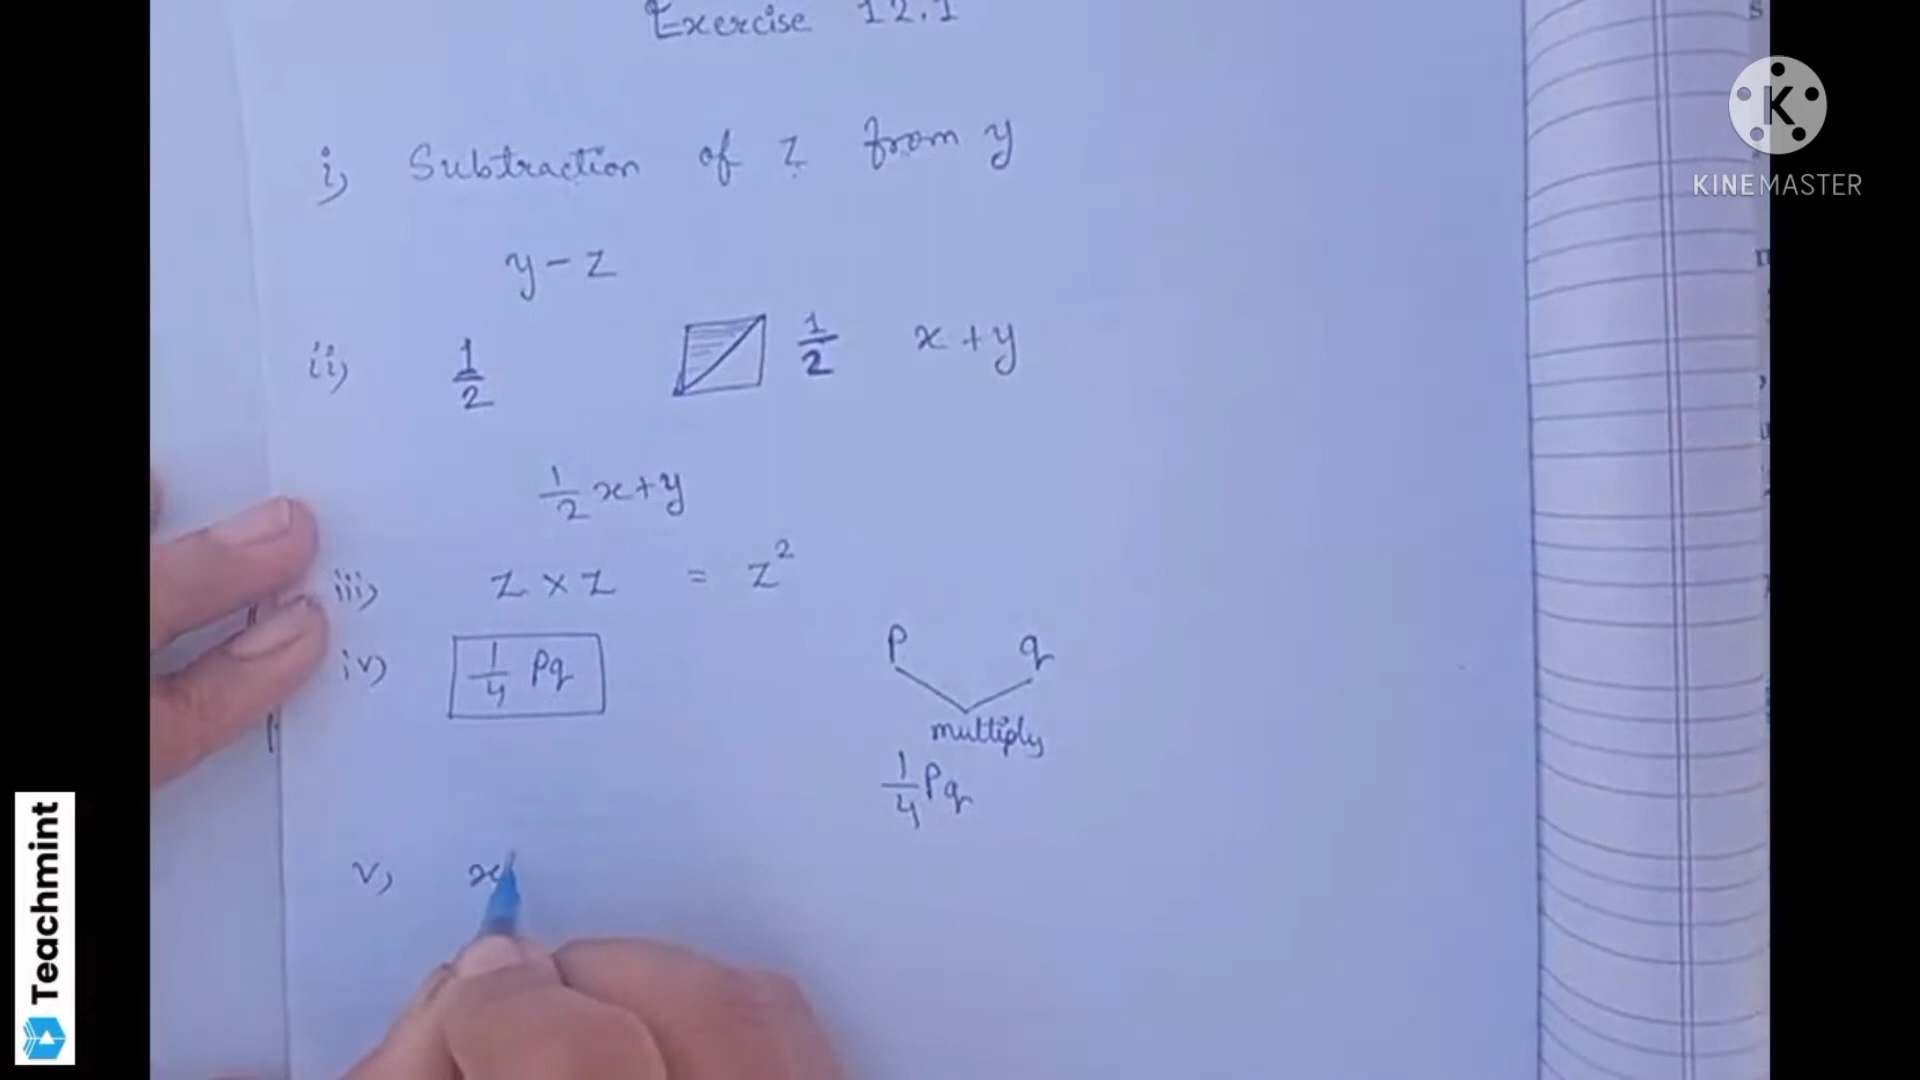 Exercise 12.1
i) Subtraction of z from y
y - z
ii) 1/2 1/2 x + y
1/2 x + y
iii) z × z = z²
iv) 1/4 pq
p q
multiply
1/4 pq
v) x
KINEMASTER
Teachmint